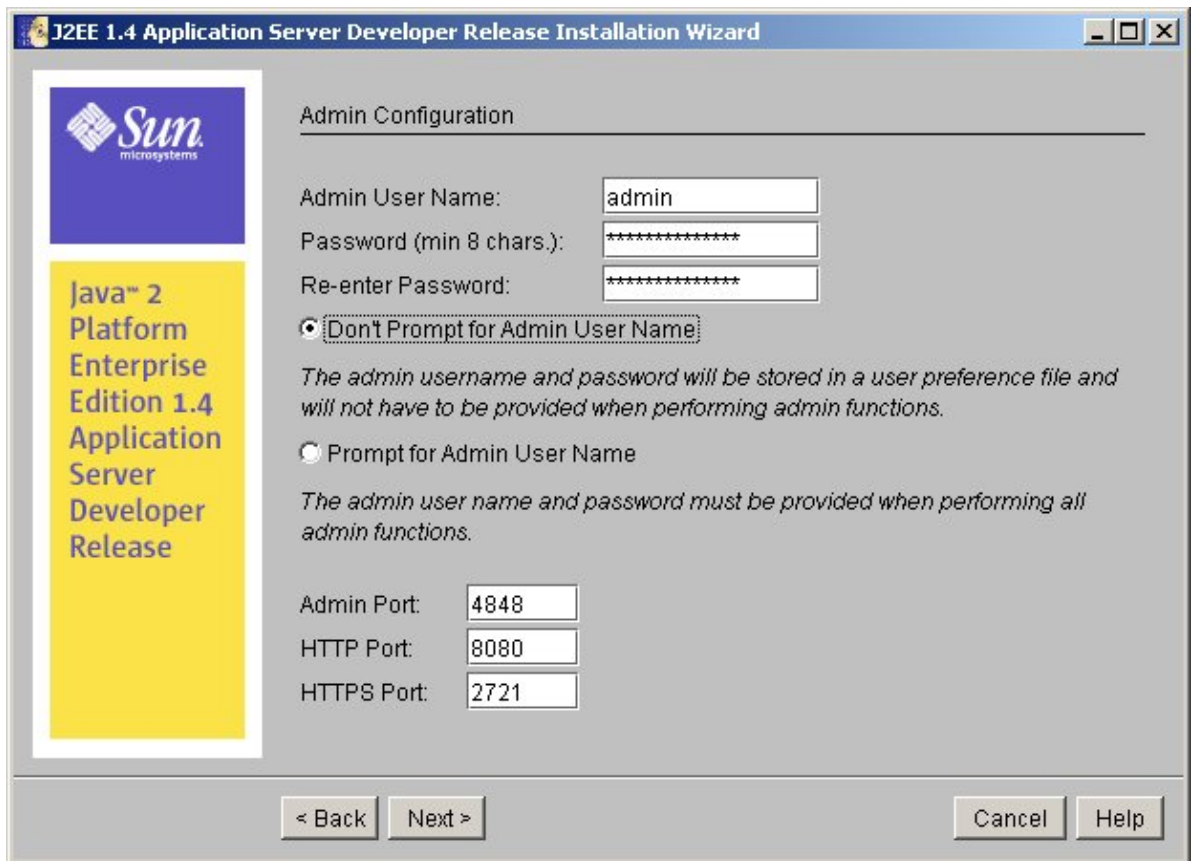 J2EE 1.4 Application Server Developer Release Installation Wizard
Sun
microsystems
Java™ 2
Platform
Enterprise
Edition 1.4
Application
Server
Developer
Release
Admin Configuration
Admin User Name: admin
Password (min 8 chars.): **************
Re-enter Password: **************
Don't Prompt for Admin User Name
The admin username and password will be stored in a user preference file and
will not have to be provided when performing admin functions.
Prompt for Admin User Name
The admin user name and password must be provided when performing all
admin functions.
Admin Port: 4848
HTTP Port: 8080
HTTPS Port: 2721
< Back Next > Cancel Help